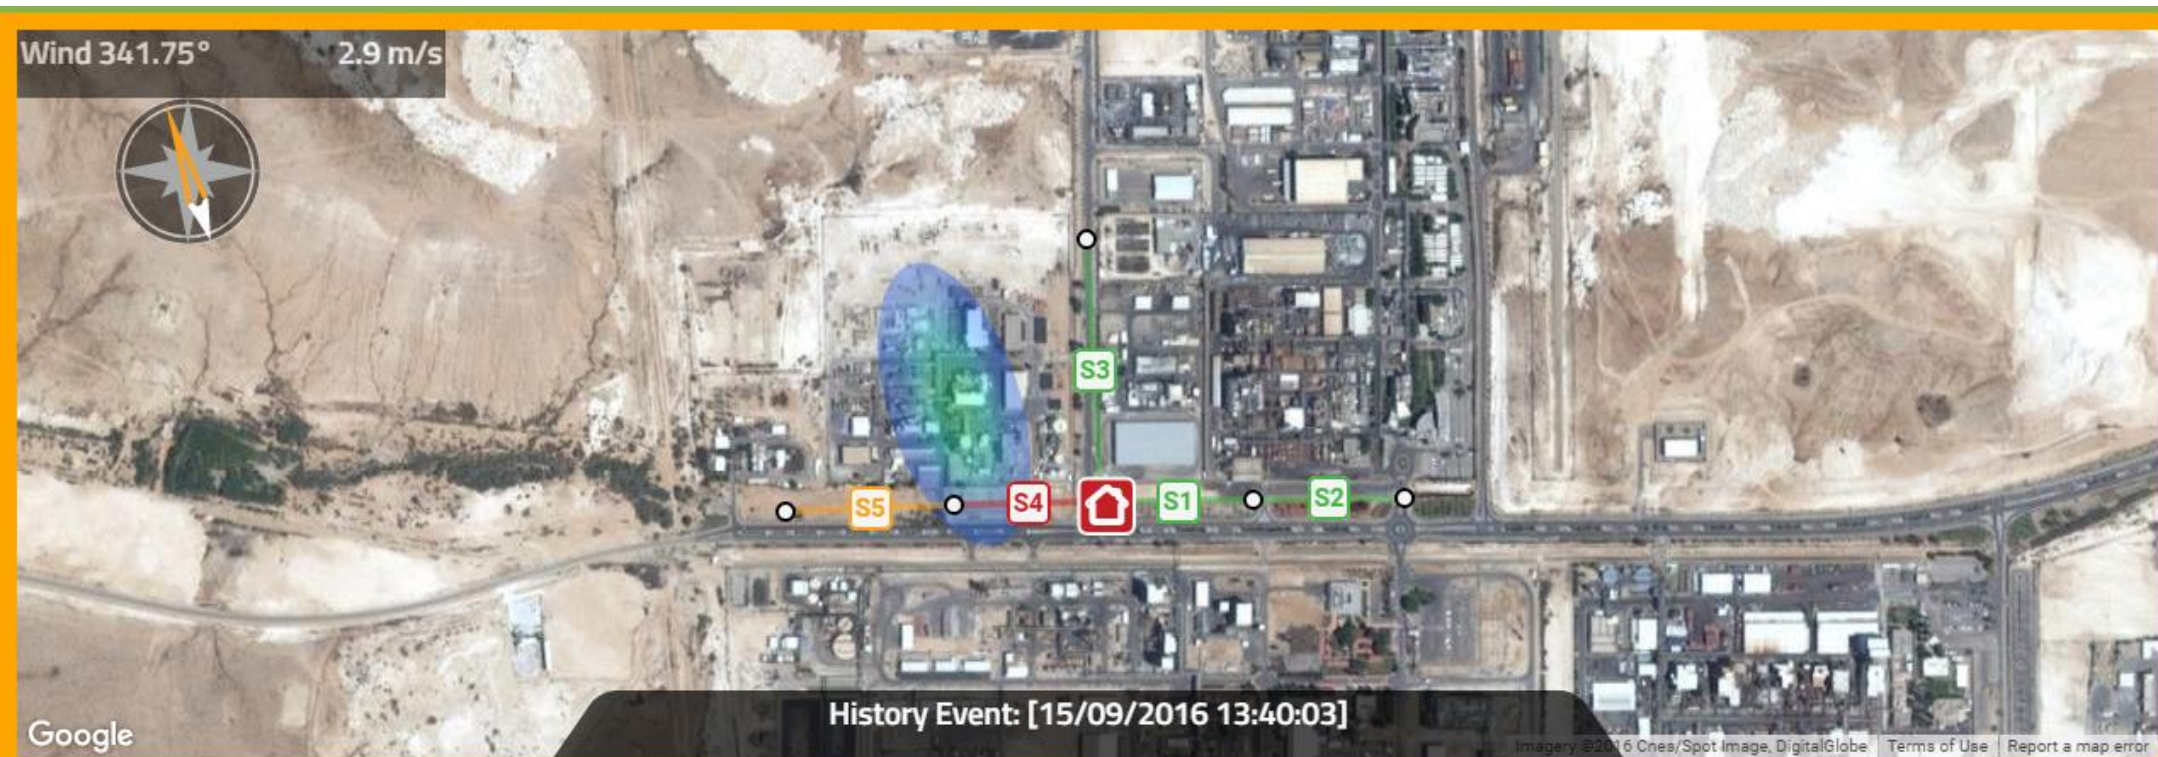 Wind 341.75° 2.9 m/s
S3
S5
S4
S1
S2
History Event: [15/09/2016 13:40:03]
Google
Imagery ©2016 Cnes/Spot Image, DigitalGlobe Terms of Use Report a map error